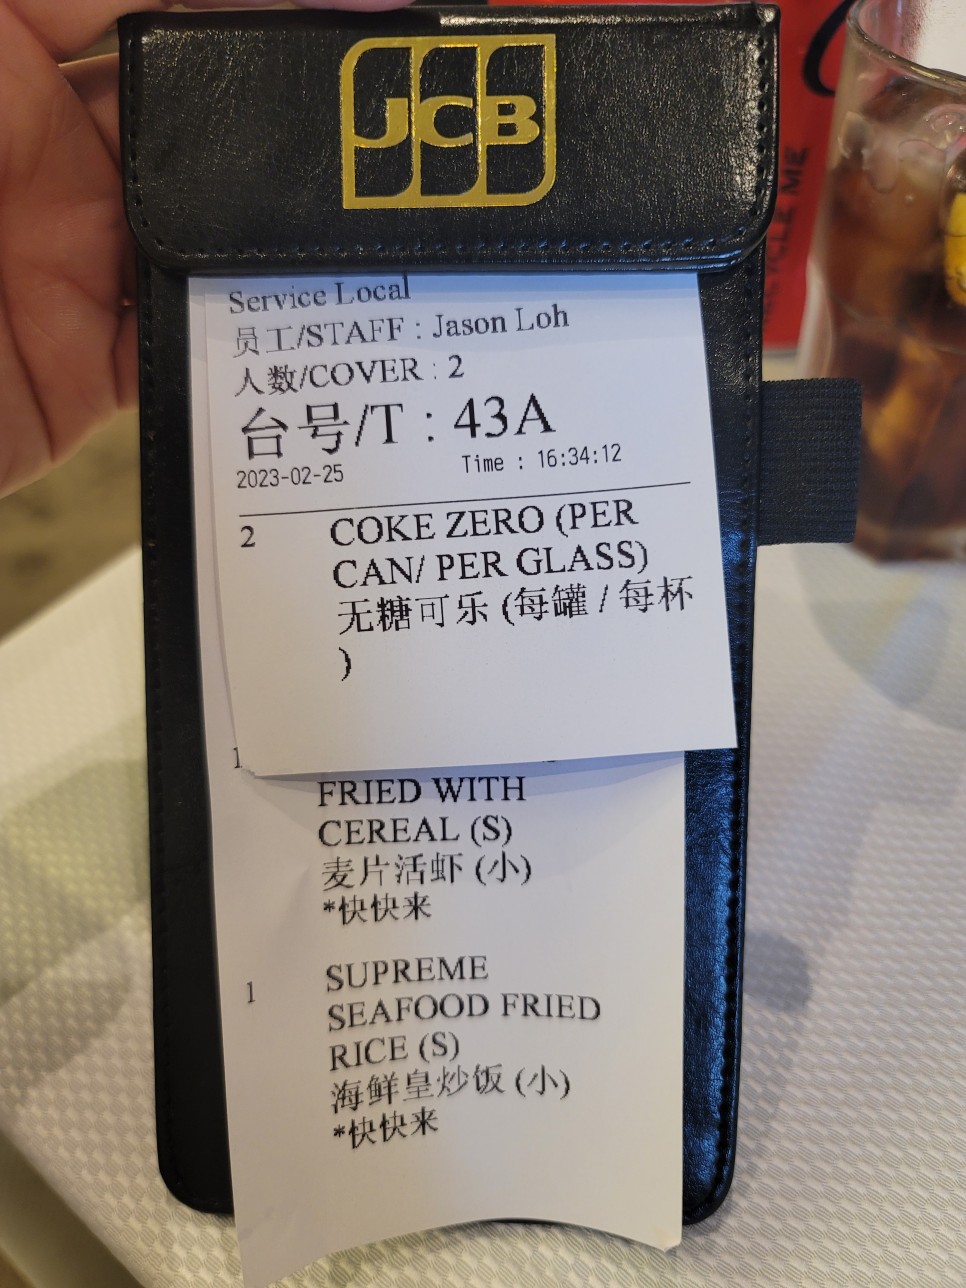 JCB
Service Local
员工/STAFF : Jason Loh
人数/COVER : 2
台号/T : 43A
2023-02-25 Time : 16:34:12
2 COKE ZERO (PER
CAN/ PER GLASS)
无糖可乐 (每罐 / 每杯
)
1
FRIED WITH
CEREAL (S)
麦片活虾 (小)
*快快来
1 SUPREME
SEAFOOD FRIED
RICE (S)
海鲜皇炒饭 (小)
*快快来
RECYCLE ME